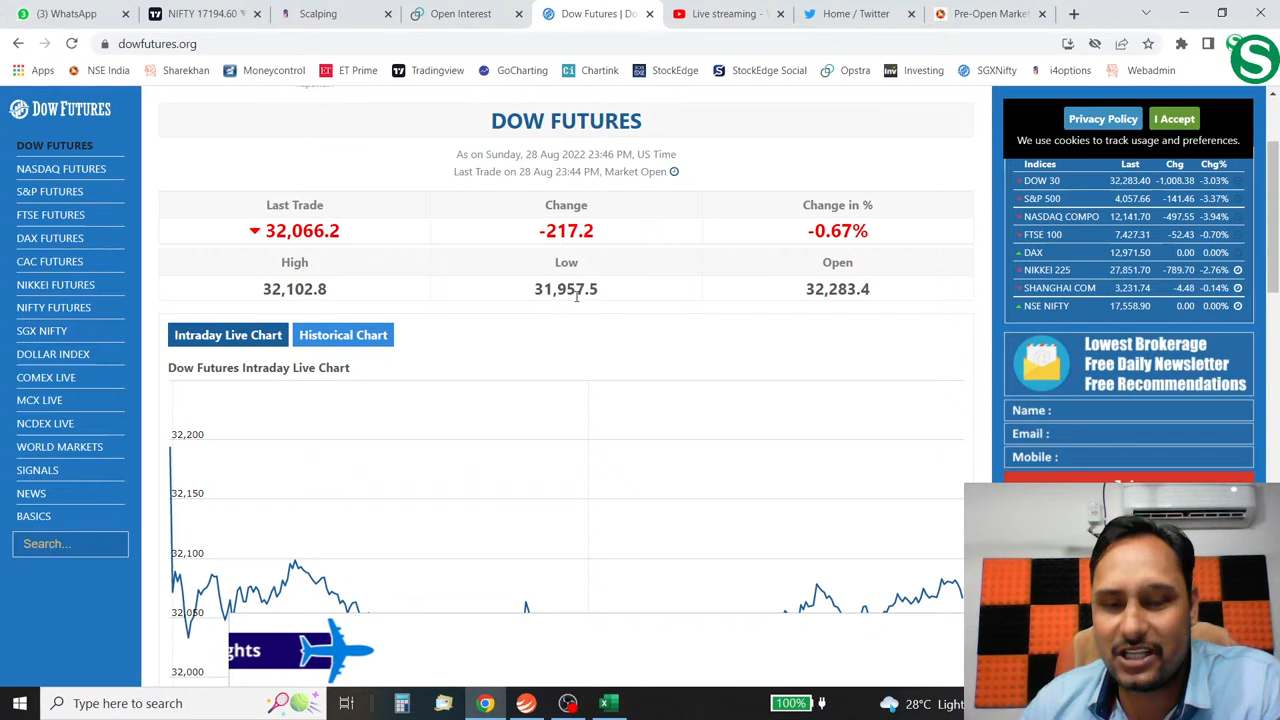 (3) WhatsApp
NIFTY 17194.60
Scalping
Open Interest
Dow Futures | Do
Live streaming -
Home / Twitter
Pre-Open Market
dowfutures.org
Apps
NSE India
Sharekhan
Moneycontrol
ET Prime
Tradingview
GoCharting
Chartink
StockEdge
StockEdge Social
Opstra
Investing
SGXNifty
i4options
Webadmin
DOW FUTURES
DOW FUTURES
NASDAQ FUTURES
S&P FUTURES
FTSE FUTURES
DAX FUTURES
CAC FUTURES
NIKKEI FUTURES
NIFTY FUTURES
SGX NIFTY
DOLLAR INDEX
COMEX LIVE
MCX LIVE
NCDEX LIVE
WORLD MARKETS
SIGNALS
NEWS
BASICS
Search...
DOW FUTURES
As on Sunday, 28 Aug 2022 23:46 PM, US Time
Last Trade on 28 Aug 2022 23:44 PM, Market Open
Last Trade Change Change in %
32,066.2 -217.2 -0.67%
High Low Open
32,102.8 31,957.5 32,283.4
Intraday Live Chart Historical Chart
Dow Futures Intraday Live Chart
32,200
32,150
32,100
32,050
32,000
ghts
Privacy Policy I Accept
We use cookies to track usage and preferences.
Indices Last Chg Chg%
DOW 30 32,283.40 -1,008.38 -3.03%
S&P 500 4,057.66 -141.46 -3.37%
NASDAQ COMPO 12,141.70 -497.55 -3.94%
FTSE 100 7,427.31 -52.43 -0.70%
DAX 12,971.50 0.00 0.00%
NIKKEI 225 27,851.70 -789.70 -2.76%
SHANGHAI COM 3,231.74 -4.48 -0.14%
NSE NIFTY 17,558.90 0.00 0.00%
Lowest Brokerage
Free Daily Newsletter
Free Recommendations
Name :
Email :
Mobile :
Type here to search
100%
28°C Light